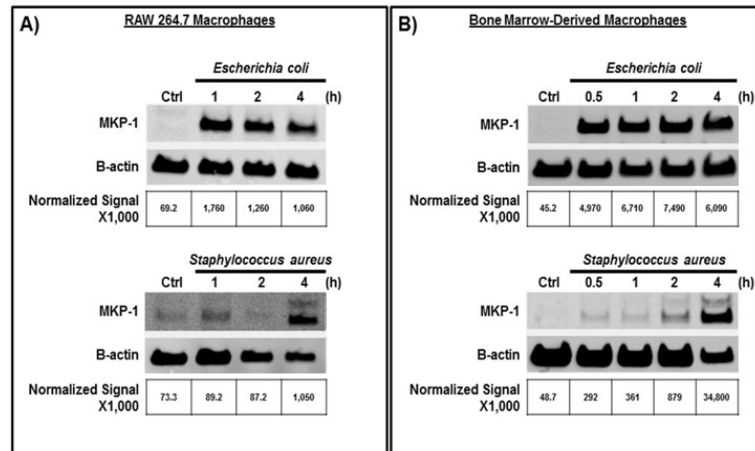 A)
RAW 264.7 Macrophages
Escherichia coli
Ctrl 1 2 4 (h)
MKP-1
B-actin
Normalized Signal
X1,000
69.2 1,760 1,260 1,060
Staphylococcus aureus
Ctrl 1 2 4 (h)
MKP-1
B-actin
Normalized Signal
X1,000
73.3 89.2 87.2 1,050
B)
Bone Marrow-Derived Macrophages
Escherichia coli
Ctrl 0.5 1 2 4 (h)
MKP-1
B-actin
Normalized Signal
X1,000
45.2 4,970 6,710 7,490 6,090
Staphylococcus aureus
Ctrl 0.5 1 2 4 (h)
MKP-1
B-actin
Normalized Signal
X1,000
48.7 292 361 879 34,800